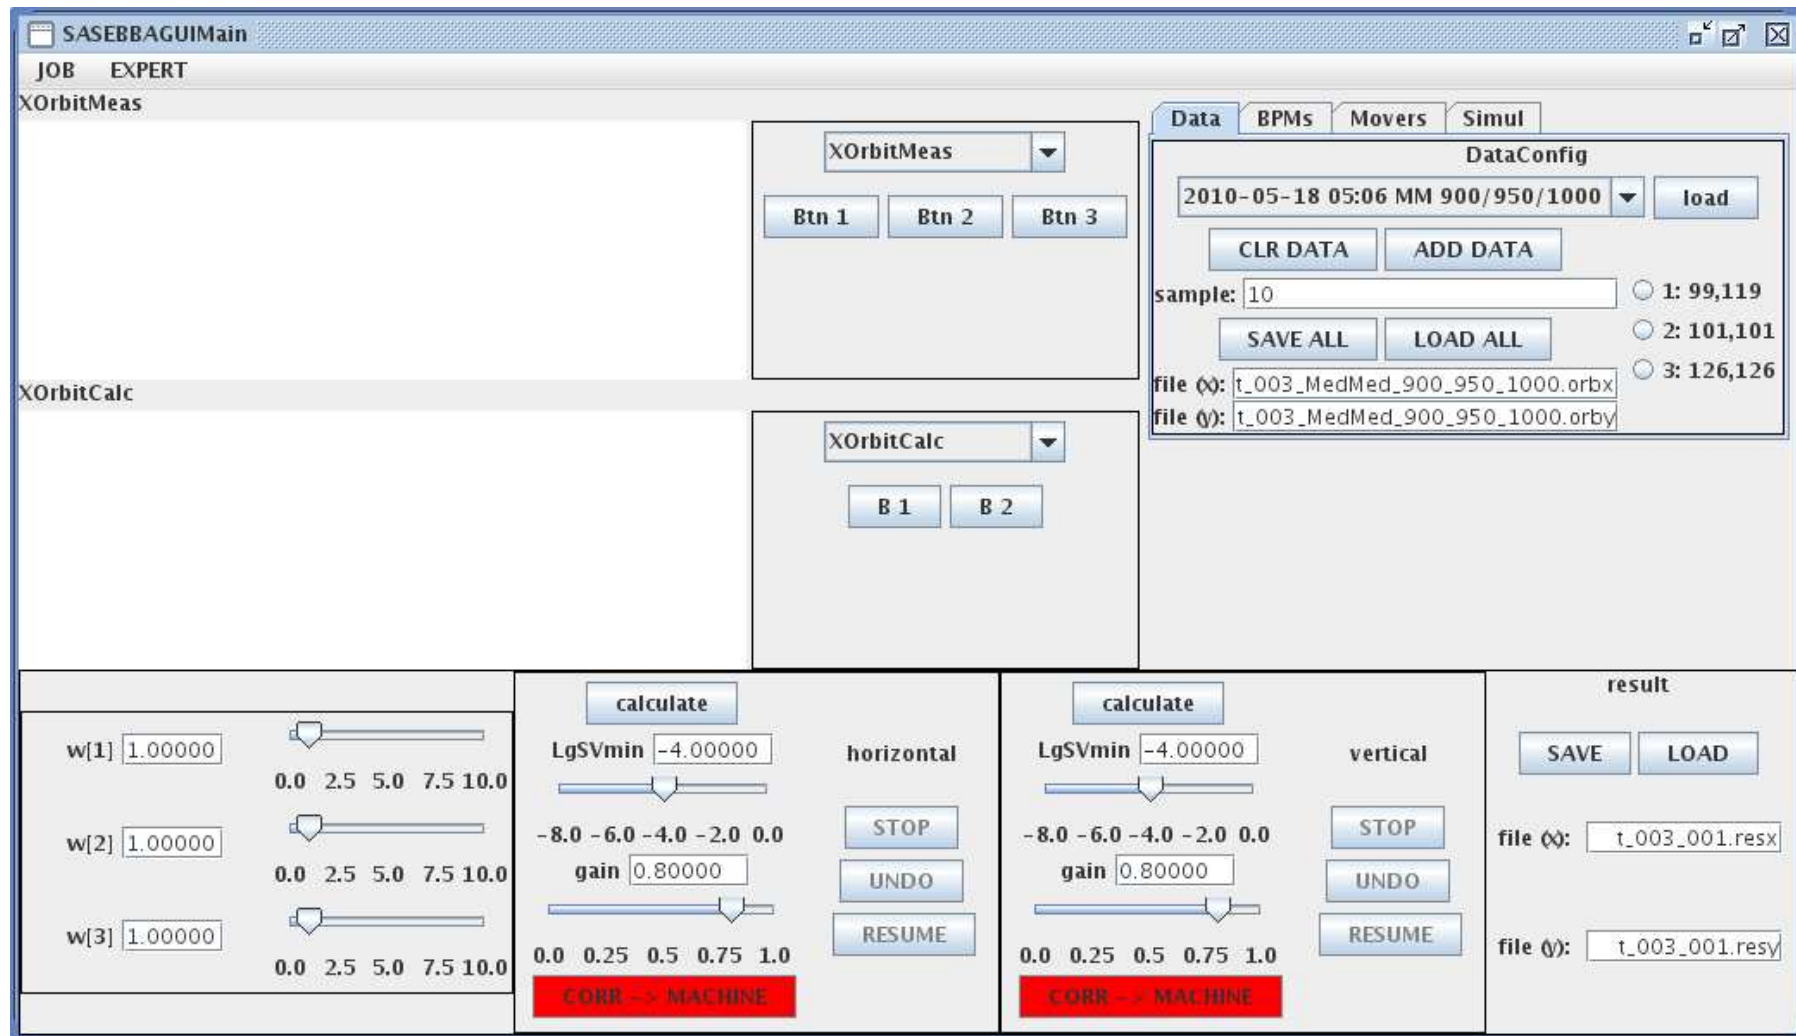 SASEBBAGUIMain
JOB EXPERT
XOrbitMeas
XOrbitMeas
Btn 1 Btn 2 Btn 3
Data BPMs Movers Simul
DataConfig
2010-05-18 05:06 MM 900/950/1000 load
CLR DATA ADD DATA
sample: 10
1: 99,119
SAVE ALL LOAD ALL
2: 101,101
3: 126,126
file (x): t_003_MedMed_900_950_1000.orbx
file (y): t_003_MedMed_900_950_1000.orby
XOrbitCalc
XOrbitCalc
B 1 B 2
w[1] 1.00000
0.0 2.5 5.0 7.5 10.0
w[2] 1.00000
0.0 2.5 5.0 7.5 10.0
w[3] 1.00000
0.0 2.5 5.0 7.5 10.0
calculate
LgSVmin -4.00000
horizontal
-8.0 -6.0 -4.0 -2.0 0.0
gain 0.80000
0.0 0.25 0.5 0.75 1.0
STOP
UNDO
RESUME
CORR -> MACHINE
calculate
LgSVmin -4.00000
vertical
-8.0 -6.0 -4.0 -2.0 0.0
gain 0.80000
0.0 0.25 0.5 0.75 1.0
STOP
UNDO
RESUME
CORR -> MACHINE
result
SAVE LOAD
file (x): t_003_001.resx
file (y): t_003_001.resy